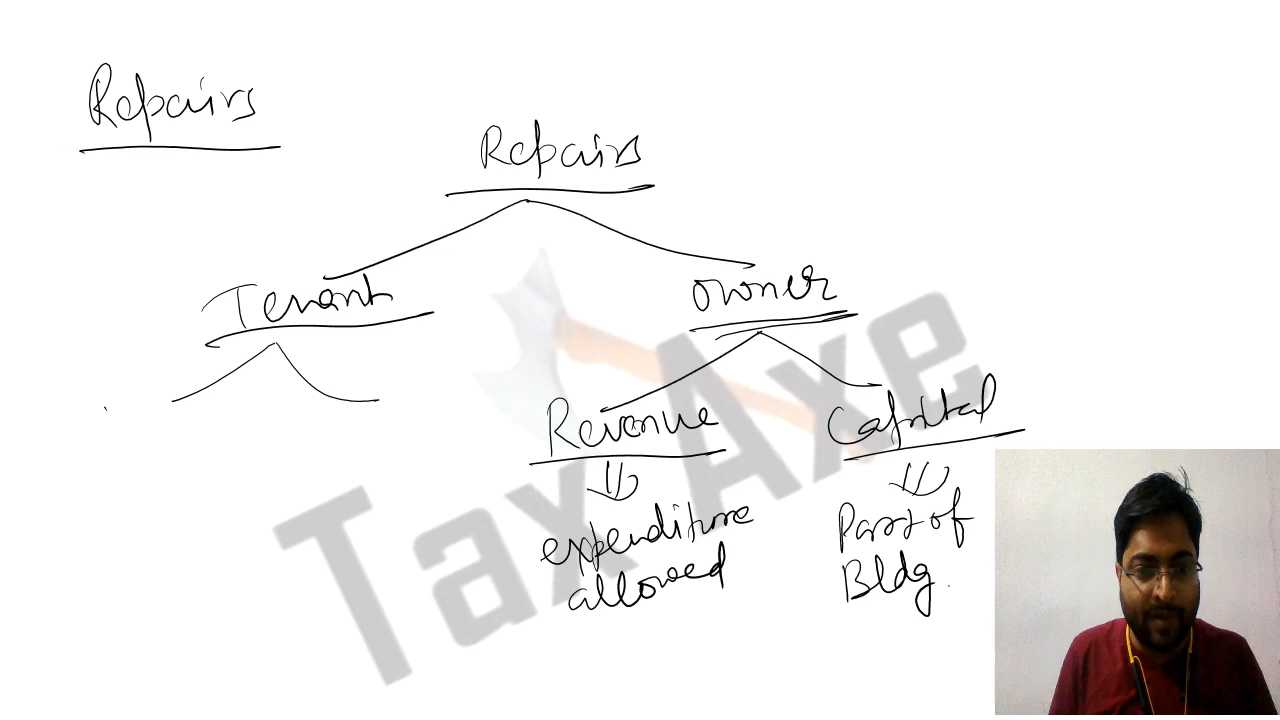 Repairs
Repairs
Tenant
owner
Revenue
Capital
expenditure
allowed
Part of
Bldg.
Tax Axe